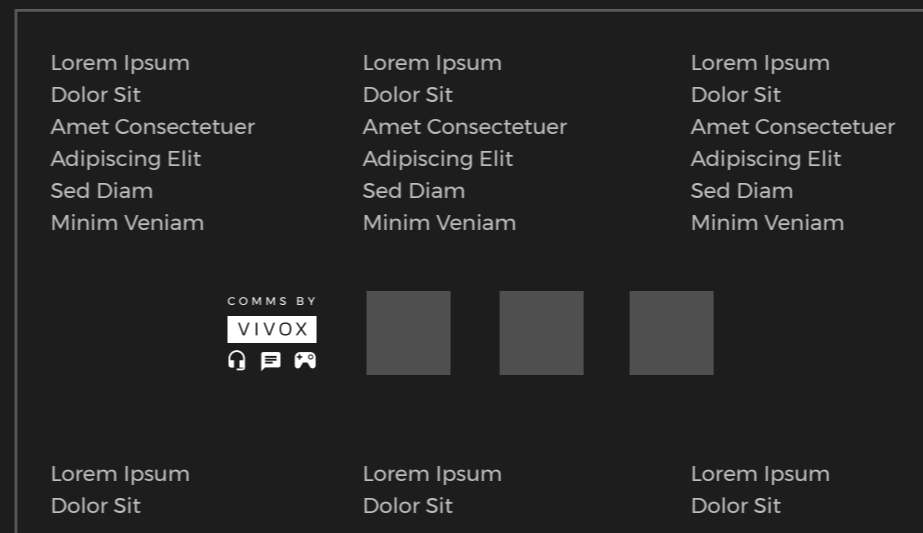 Lorem Ipsum
Dolor Sit
Amet Consectetuer
Adipiscing Elit
Sed Diam
Minim Veniam
Lorem Ipsum
Dolor Sit
Amet Consectetuer
Adipiscing Elit
Sed Diam
Minim Veniam
Lorem Ipsum
Dolor Sit
Amet Consectetuer
Adipiscing Elit
Sed Diam
Minim Veniam
COMMS BY
VIVOX
Lorem Ipsum
Dolor Sit
Lorem Ipsum
Dolor Sit
Lorem Ipsum
Dolor Sit